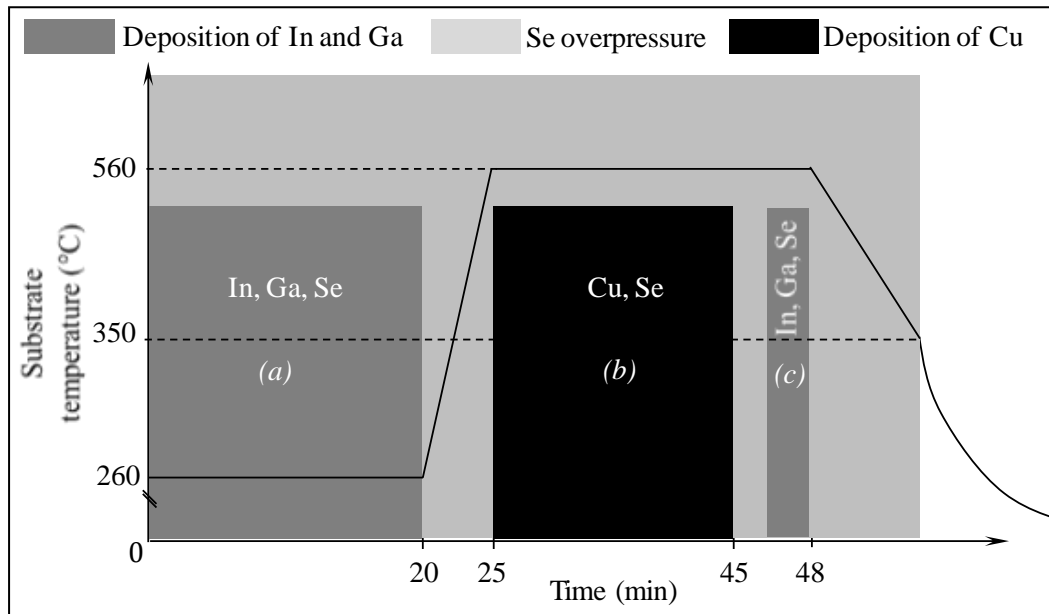 Deposition of In and Ga
Se overpressure
Deposition of Cu
560
350
260
0
Substrate
temperature (°C)
In, Ga, Se
(a)
Cu, Se
(b)
In, Ga, Se
(c)
20
25
45
48
Time (min)